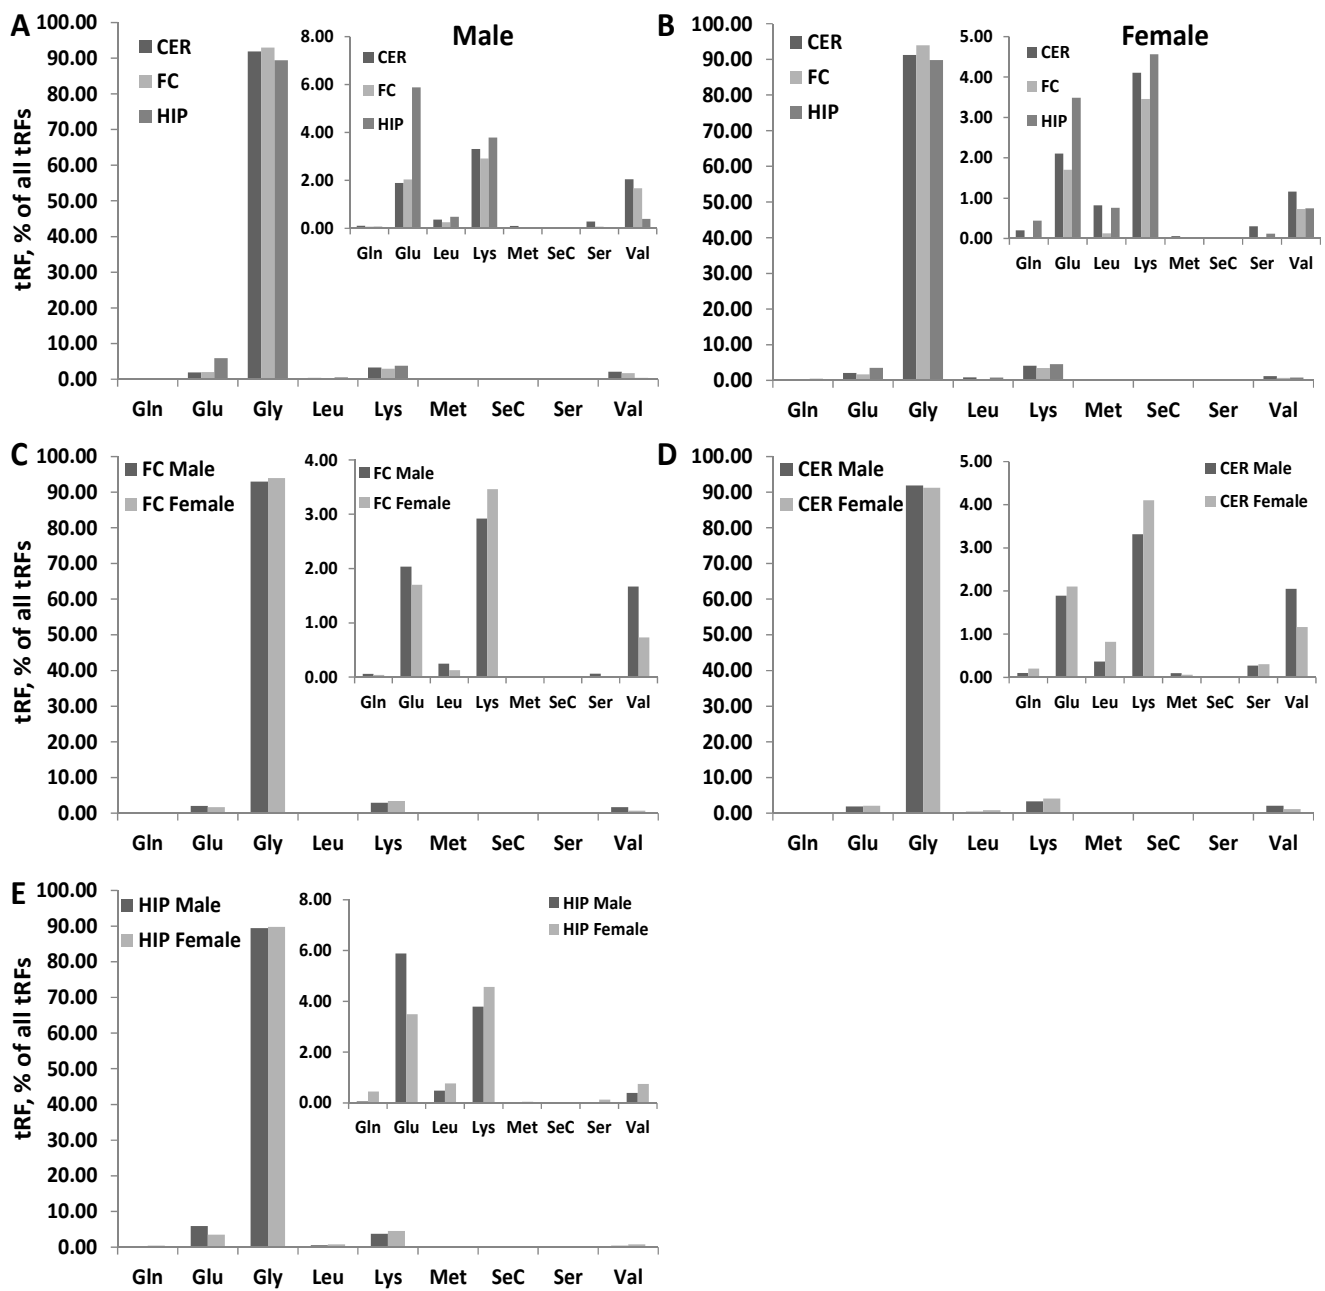 A
Male
tRF, % of all tRFs
100.00
90.00
80.00
70.00
60.00
50.00
40.00
30.00
20.00
10.00
0.00
CER
FC
HIP
Gln Glu Gly Leu Lys Met SeC Ser Val
8.00
6.00
4.00
2.00
0.00
CER
FC
HIP
Gln Glu Leu Lys Met SeC Ser Val
B
Female
100.00
90.00
80.00
70.00
60.00
50.00
40.00
30.00
20.00
10.00
0.00
CER
FC
HIP
Gln Glu Gly Leu Lys Met SeC Ser Val
5.00
4.00
3.00
2.00
1.00
0.00
CER
FC
HIP
Gln Glu Leu Lys Met SeC Ser Val
C
tRF, % of all tRFs
100.00
90.00
80.00
70.00
60.00
50.00
40.00
30.00
20.00
10.00
0.00
FC Male
FC Female
Gln Glu Gly Leu Lys Met SeC Ser Val
4.00
3.00
2.00
1.00
0.00
FC Male
FC Female
Gln Glu Leu Lys Met SeC Ser Val
D
100.00
90.00
80.00
70.00
60.00
50.00
40.00
30.00
20.00
10.00
0.00
CER Male
CER Female
Gln Glu Gly Leu Lys Met SeC Ser Val
5.00
4.00
3.00
2.00
1.00
0.00
CER Male
CER Female
Gln Glu Leu Lys Met SeC Ser Val
E
tRF, % of all tRFs
100.00
90.00
80.00
70.00
60.00
50.00
40.00
30.00
20.00
10.00
0.00
HIP Male
HIP Female
Gln Glu Gly Leu Lys Met SeC Ser Val
8.00
6.00
4.00
2.00
0.00
HIP Male
HIP Female
Gln Glu Leu Lys Met SeC Ser Val